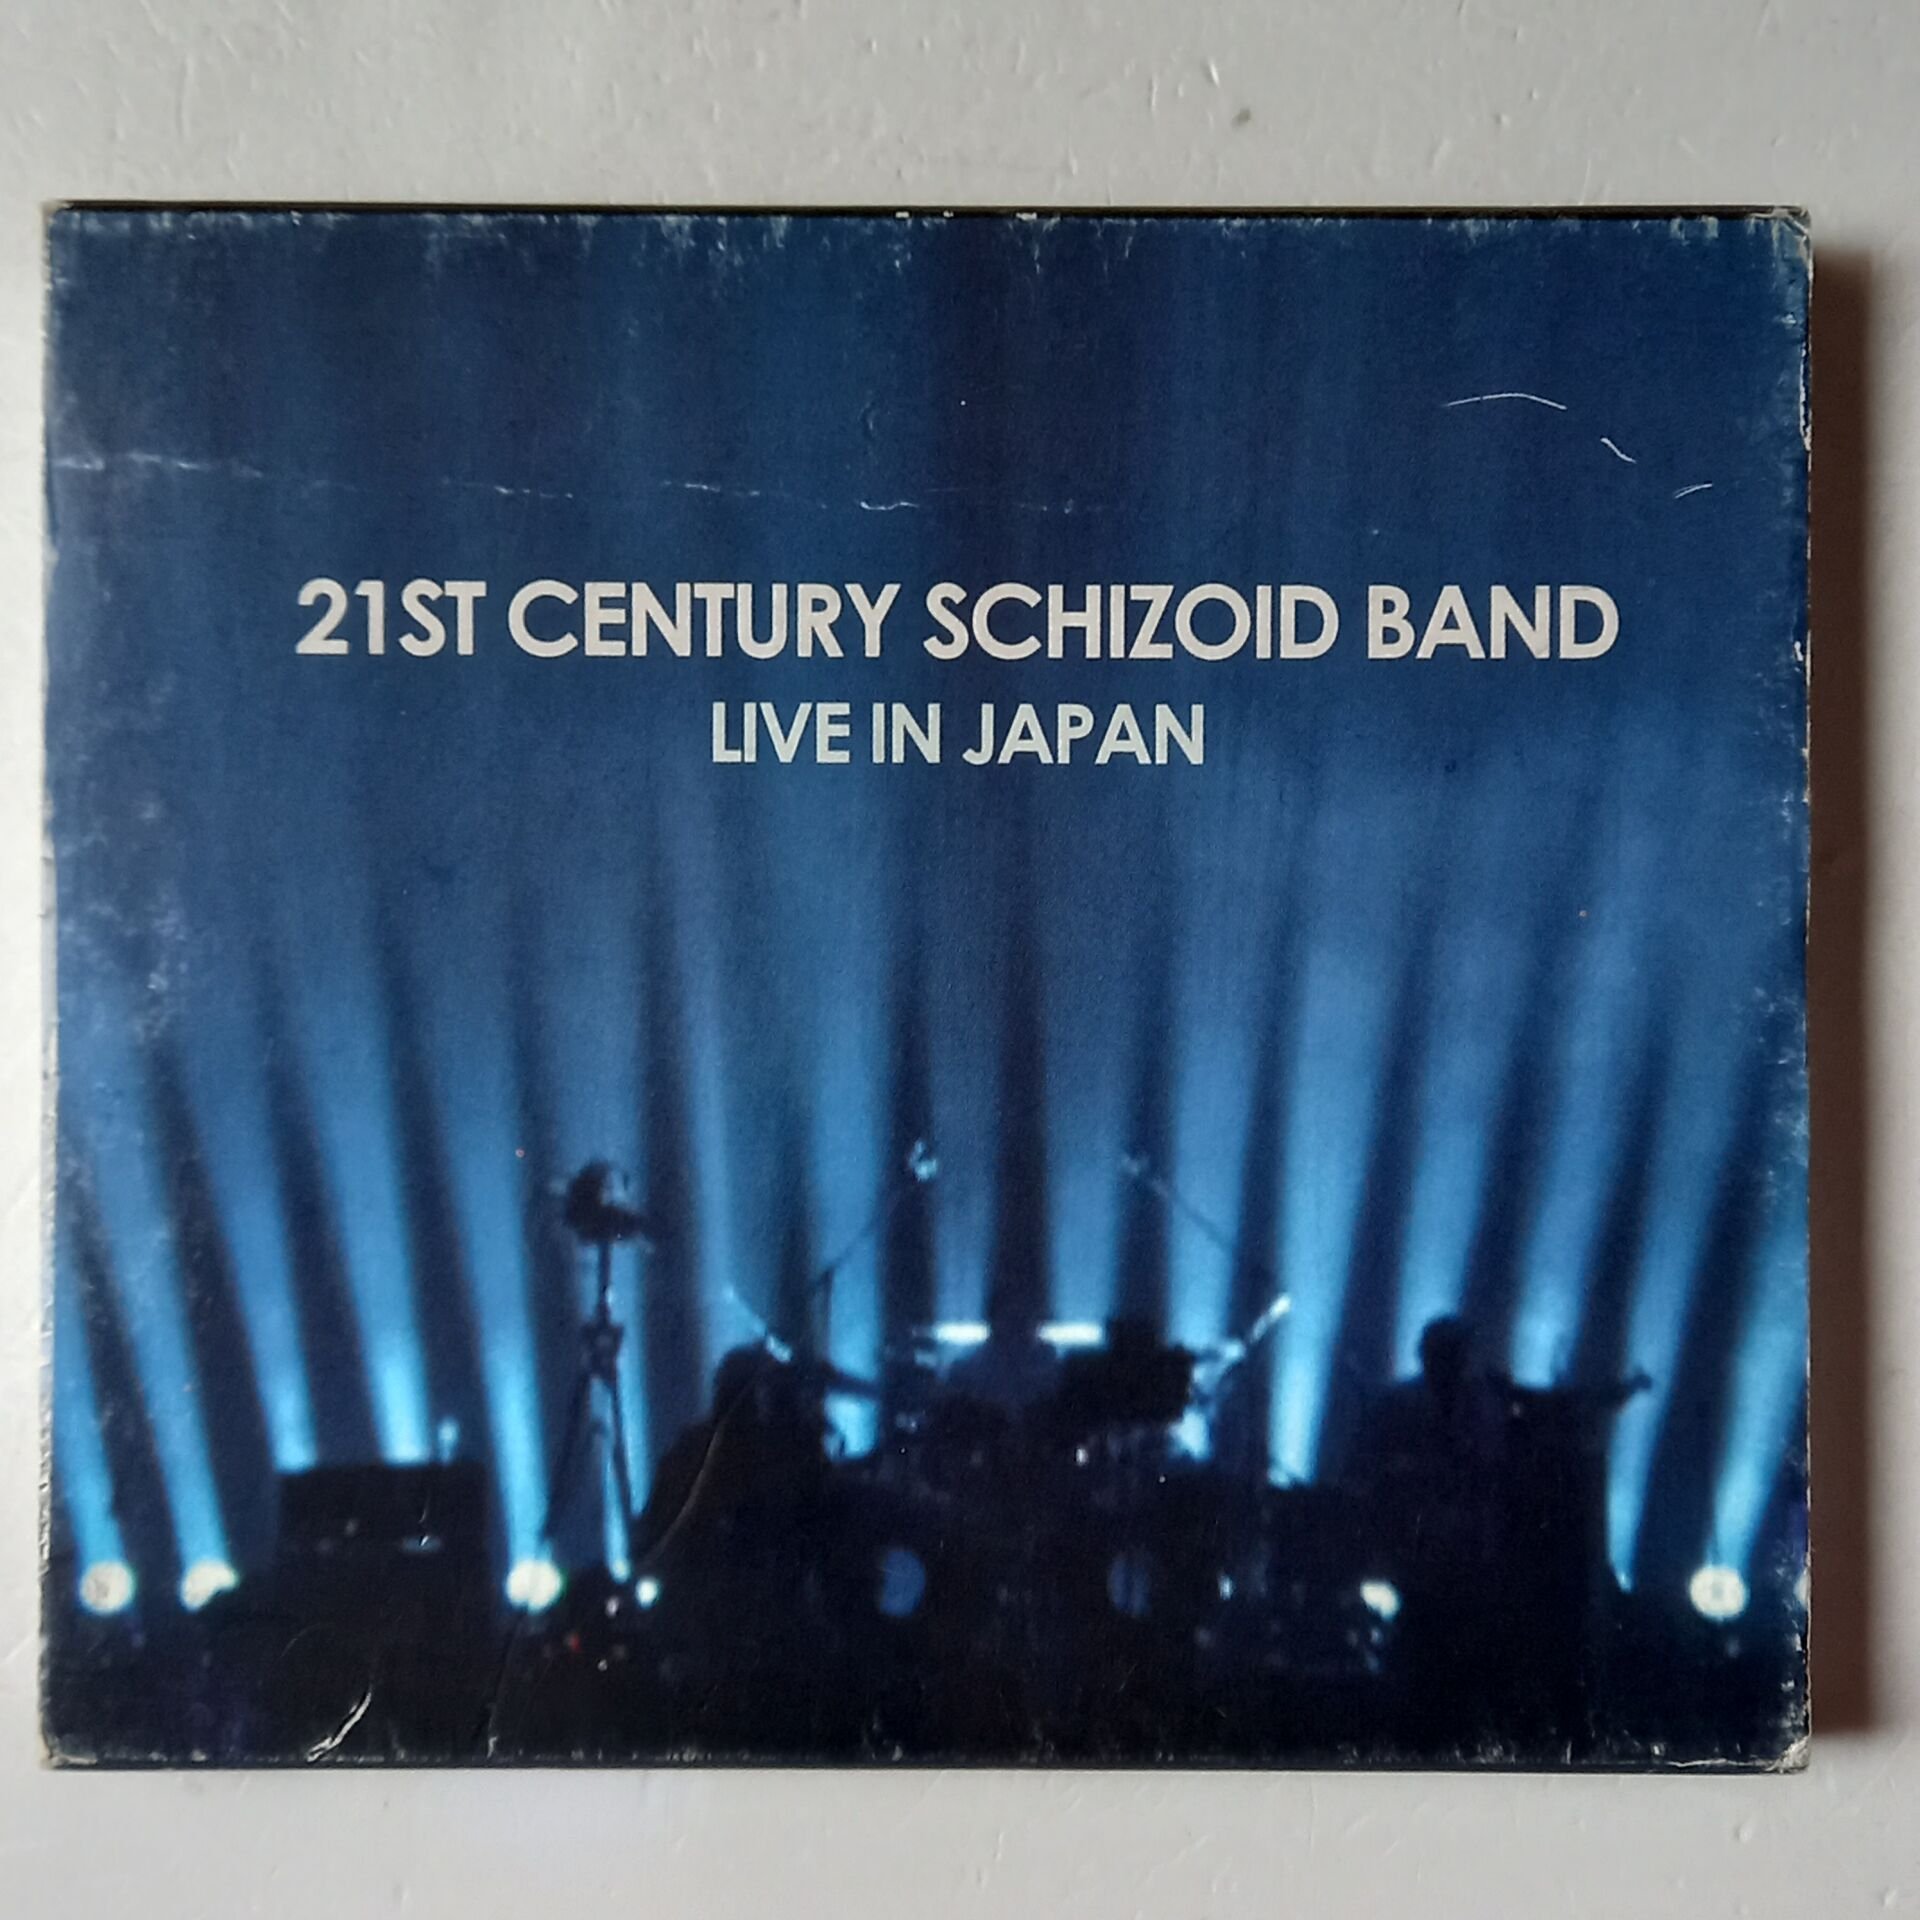 21ST CENTURY SCHIZOID BAND
LIVE IN JAPAN